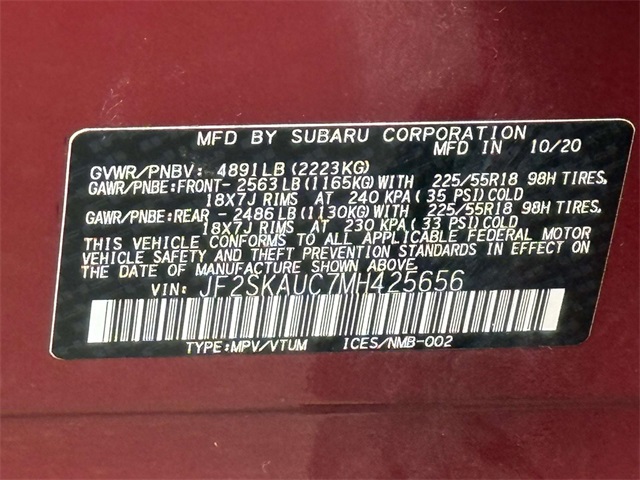 MFD BY SUBARU CORPORATION
MFD IN 10/20
GVWR/PNBV: 4891LB(2223KG)
GAWR/PNBE:FRONT-2563LB(1165KG)WITH 225/55R18 98H TIRES,
18X7J RIMS AT 240 KPA(35 PSI)COLD
GAWR/PNBE:REAR -2486LB(1130KG)WITH 225/55R18 98H TIRES,
18X7J RIMS AT 230 KPA(33 PSI)COLD
THIS VEHICLE CONFORMS TO ALL APPLICABLE FEDERAL MOTOR
VEHICLE SAFETY AND THEFT PREVENTION STANDARDS IN EFFECT ON
THE DATE OF MANUFACTURE SHOWN ABOVE.
VIN: JF2SKAUC7MH425656
TYPE:MPV/VTUM ICES/NMB-002